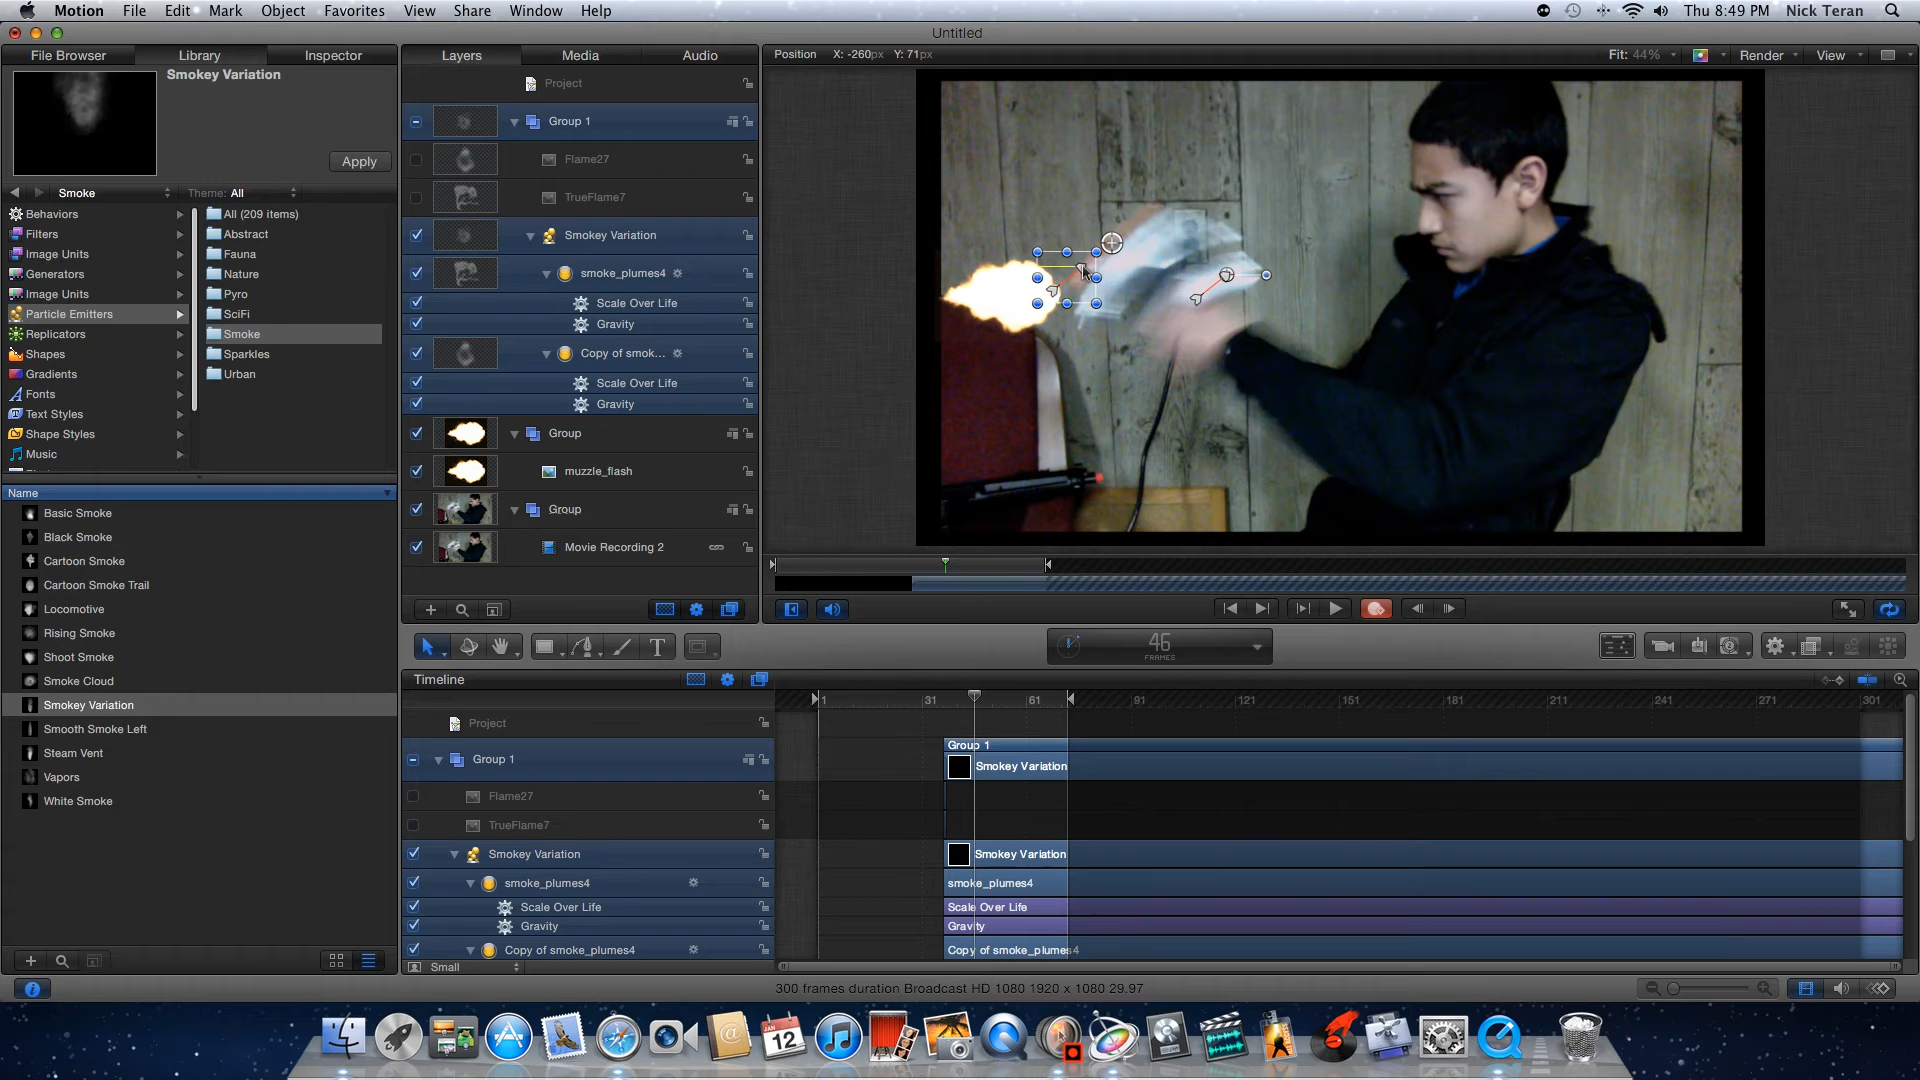 Motion File Edit Mark Object Favorites View Share Window Help Thu 8:49 PM Nick Teran
Untitled
File Browser Library Inspector Layers Media Audio Position X: -260px Y: 71px Fit: 44% Render View
Smokey Variation
Apply
Smoke Theme: All
Behaviors
Filters
Image Units
Generators
Image Units
Particle Emitters
Replicators
Shapes
Gradients
Fonts
Text Styles
Shape Styles
Music
All (209 items)
Abstract
Fauna
Nature
Pyro
SciFi
Smoke
Sparkles
Urban
Name
Basic Smoke
Black Smoke
Cartoon Smoke
Cartoon Smoke Trail
Locomotive
Rising Smoke
Shoot Smoke
Smoke Cloud
Smokey Variation
Smooth Smoke Left
Steam Vent
Vapors
White Smoke
Project
Group 1
Flame27
TrueFlame7
Smokey Variation
smoke_plumes4
Scale Over Life
Gravity
Copy of smok...
Scale Over Life
Gravity
Group
muzzle_flash
Group
Movie Recording 2
46
FRAMES
Timeline
1 31 61 91 121 151 181 211 241 271 301
Project
Group 1
Flame27
TrueFlame7
Smokey Variation
smoke_plumes4
Scale Over Life
Gravity
Copy of smoke_plumes4
Small
Group 1
Smokey Variation
Smokey Variation
smoke_plumes4
Scale Over Life
Gravity
Copy of smoke_plumes4
300 frames duration Broadcast HD 1080 1920 x 1080 29.97
JAN
12